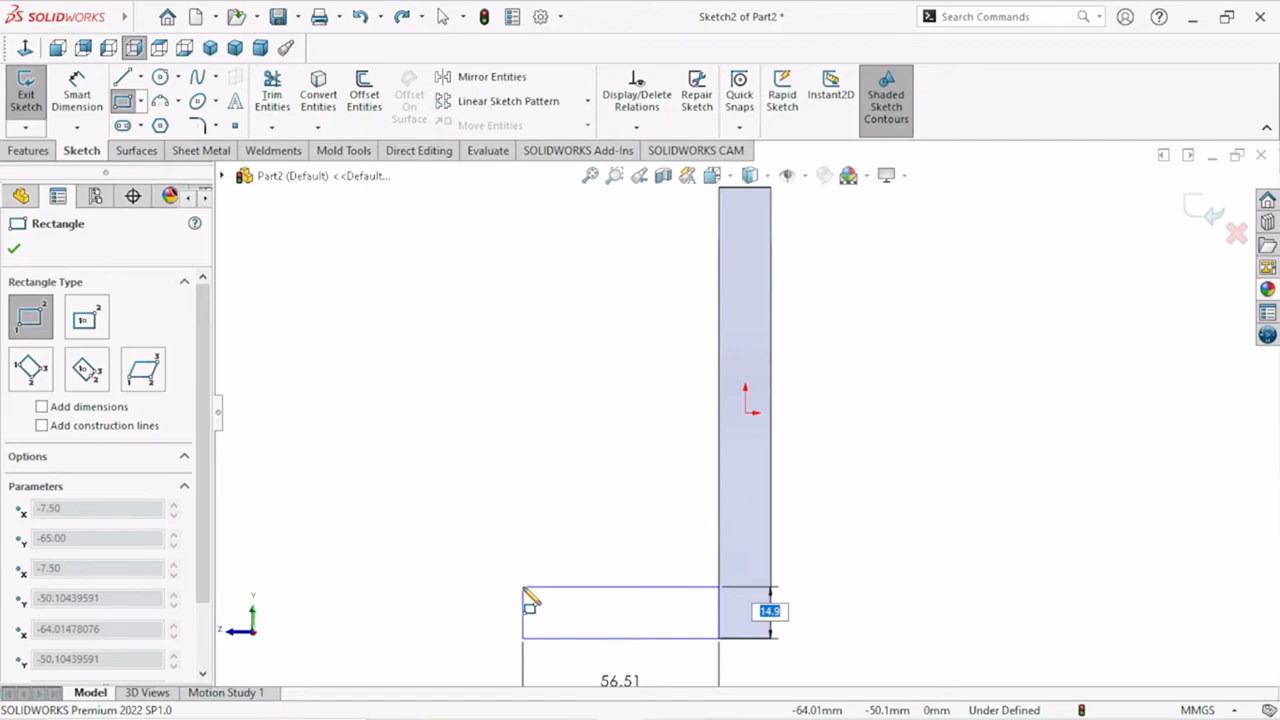 SOLIDWORKS
Sketch2 of Part2 *
Search Commands
Exit Sketch
Smart Dimension
Trim Entities
Convert Entities
Offset Entities
Offset On Surface
Mirror Entities
Linear Sketch Pattern
Move Entities
Display/Delete Relations
Repair Sketch
Quick Snaps
Rapid Sketch
Instant2D
Shaded Sketch Contours
Features
Sketch
Surfaces
Sheet Metal
Weldments
Mold Tools
Direct Editing
Evaluate
SOLIDWORKS Add-Ins
SOLIDWORKS CAM
Part2 (Default) <<Default...
Rectangle
Rectangle Type
Add dimensions
Add construction lines
Options
Parameters
-7.50
-65.00
-7.50
-50.10439591
-64.01478076
-50.10439591
14.9
56.51
Y
Z
Model
3D Views
Motion Study 1
SOLIDWORKS Premium 2022 SP1.0
-64.01mm
-50.1mm
0mm
Under Defined
MMGS